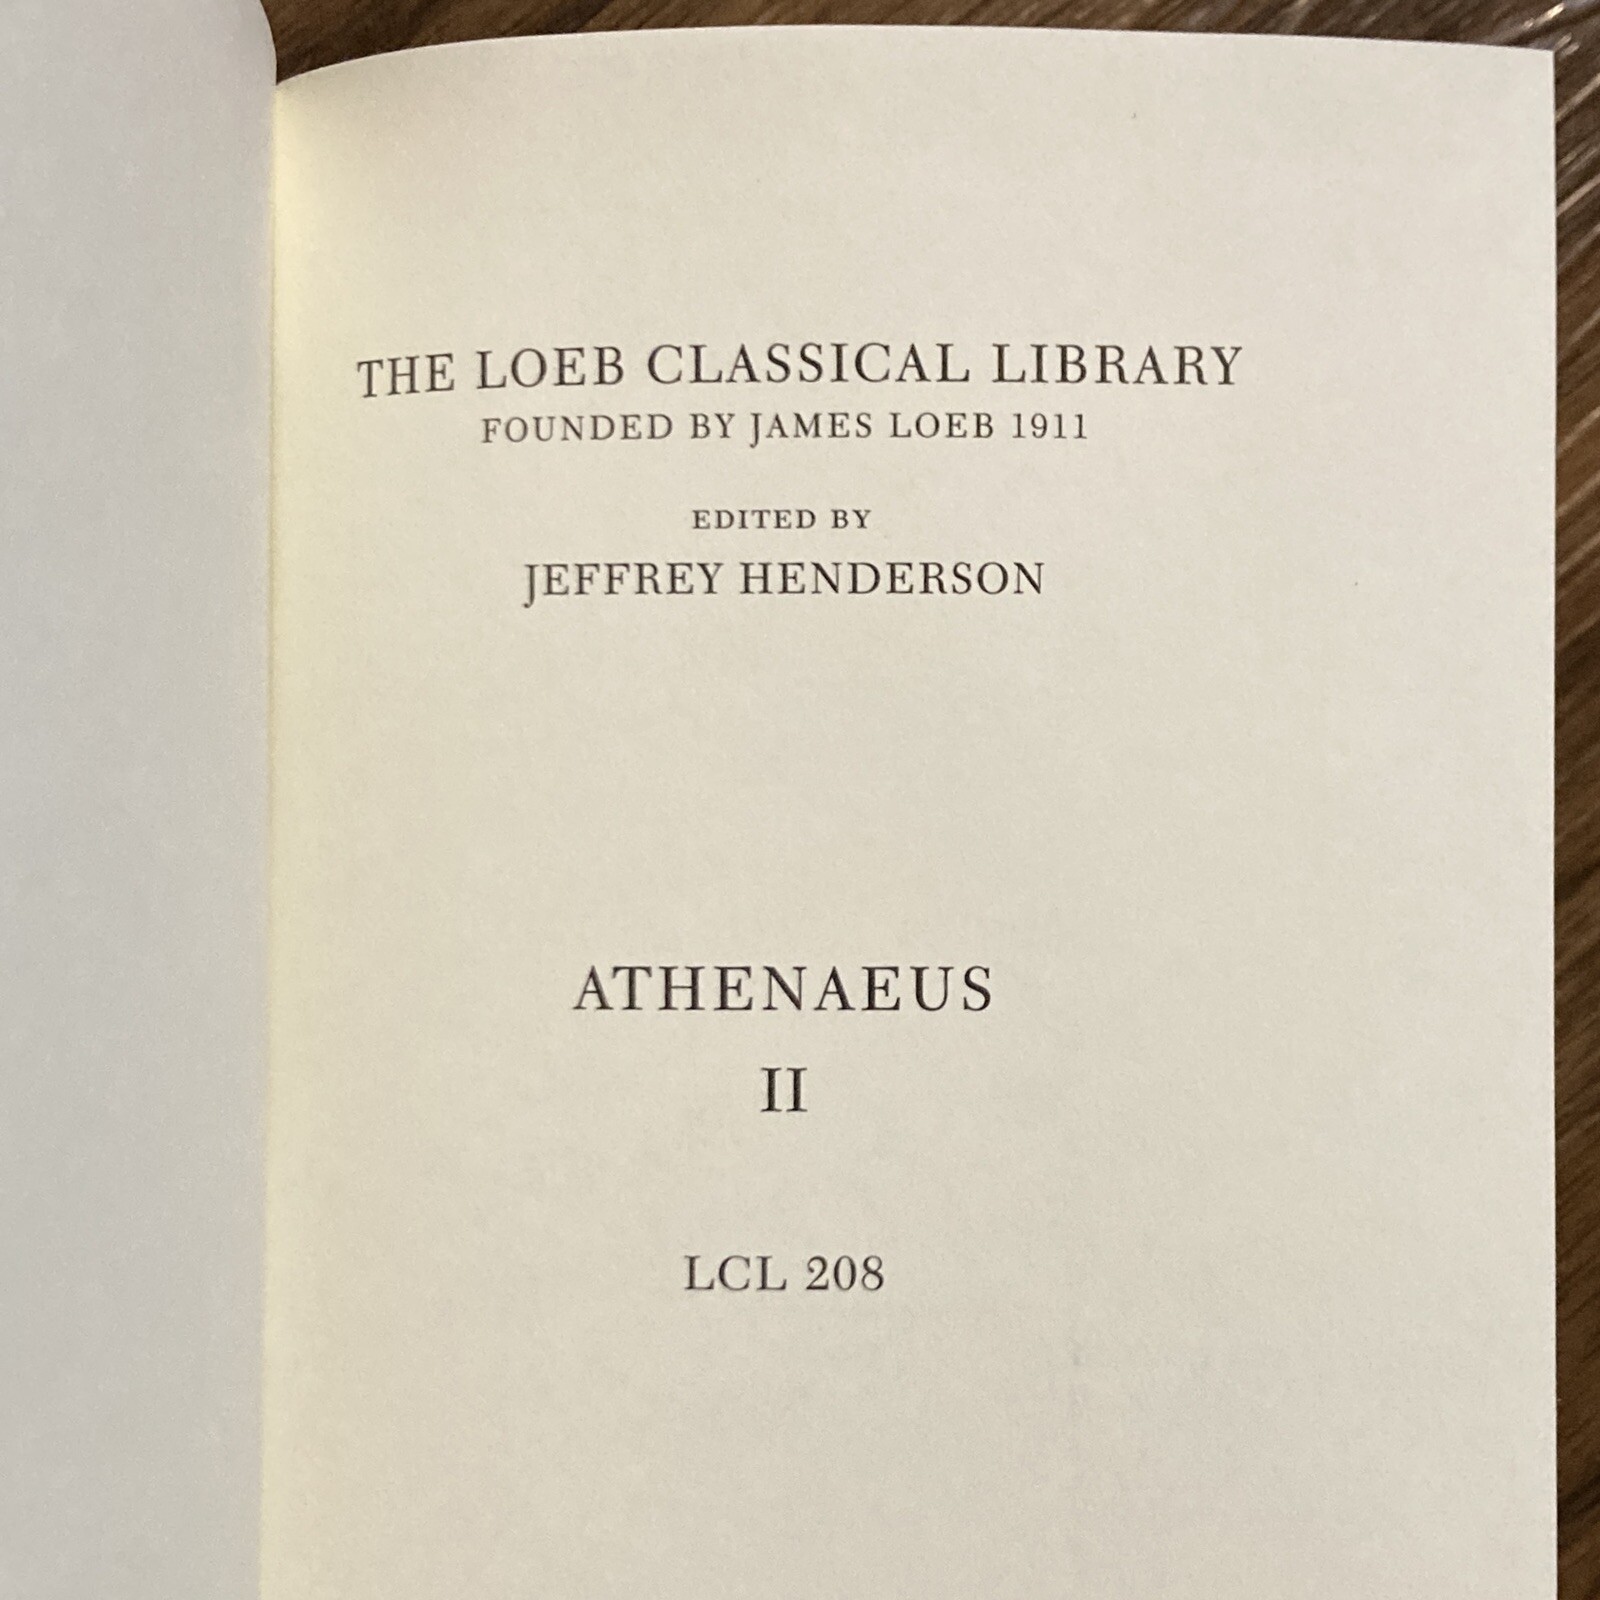 THE LOEB CLASSICAL LIBRARY
FOUNDED BY JAMES LOEB 1911
EDITED BY
JEFFREY HENDERSON
ATHENAEUS
II
LCL 208